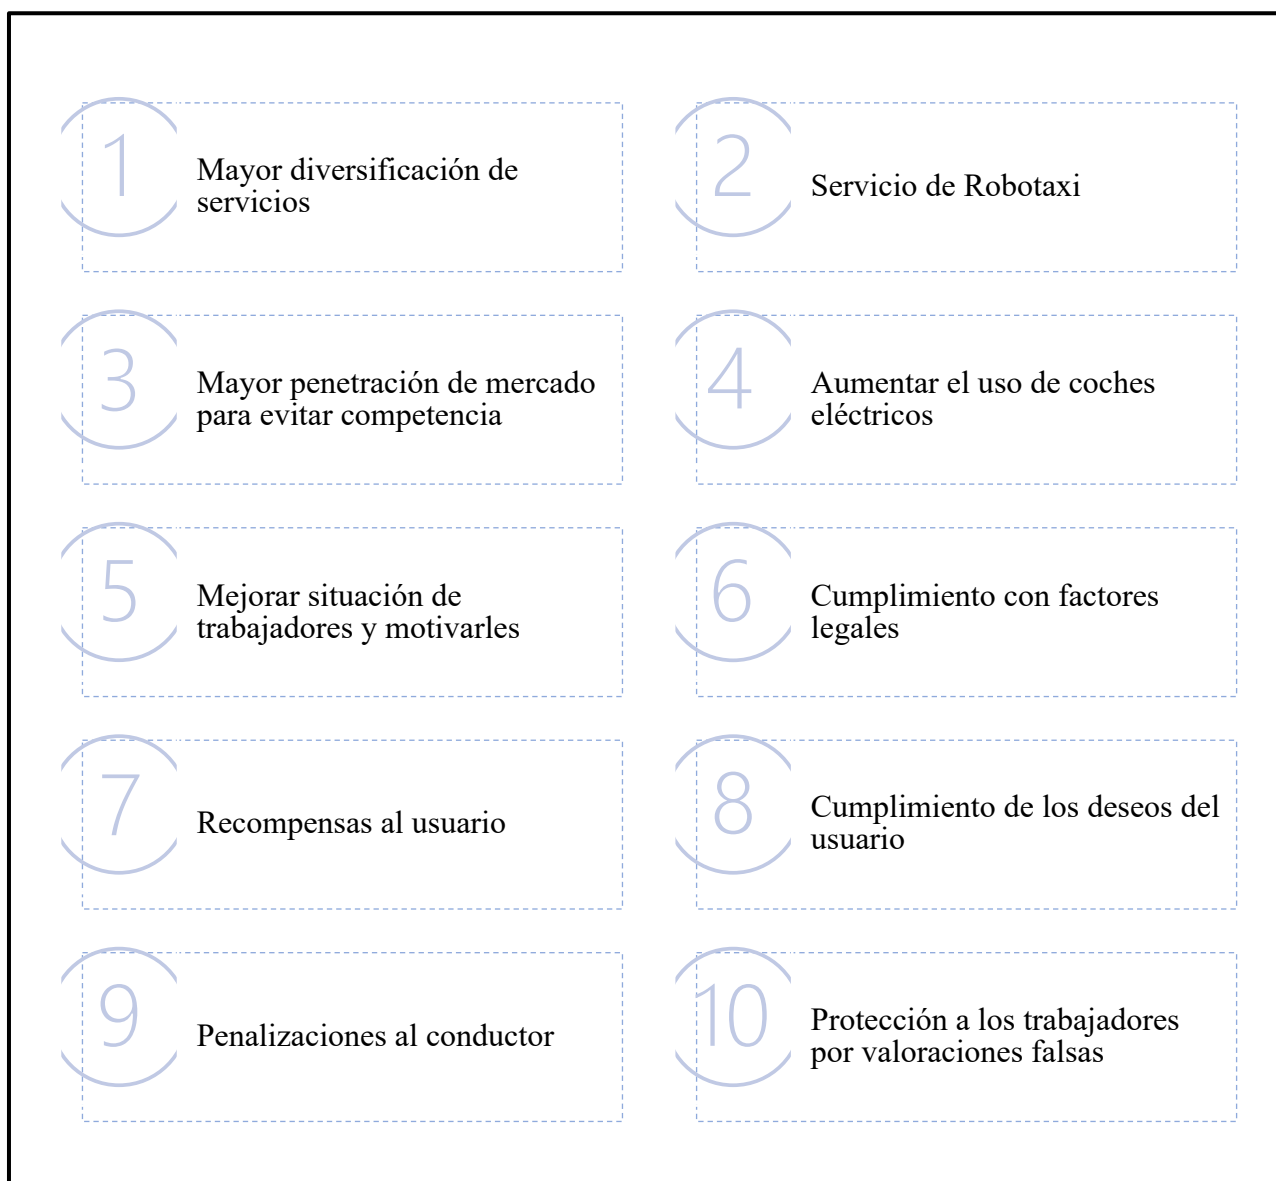 1
Mayor diversificación de
servicios
2
Servicio de Robotaxi
3
Mayor penetración de mercado
para evitar competencia
4
Aumentar el uso de coches
eléctricos
5
Mejorar situación de
trabajadores y motivarles
6
Cumplimiento con factores
legales
7
Recompensas al usuario
8
Cumplimiento de los deseos del
usuario
9
Penalizaciones al conductor
10
Protección a los trabajadores
por valoraciones falsas